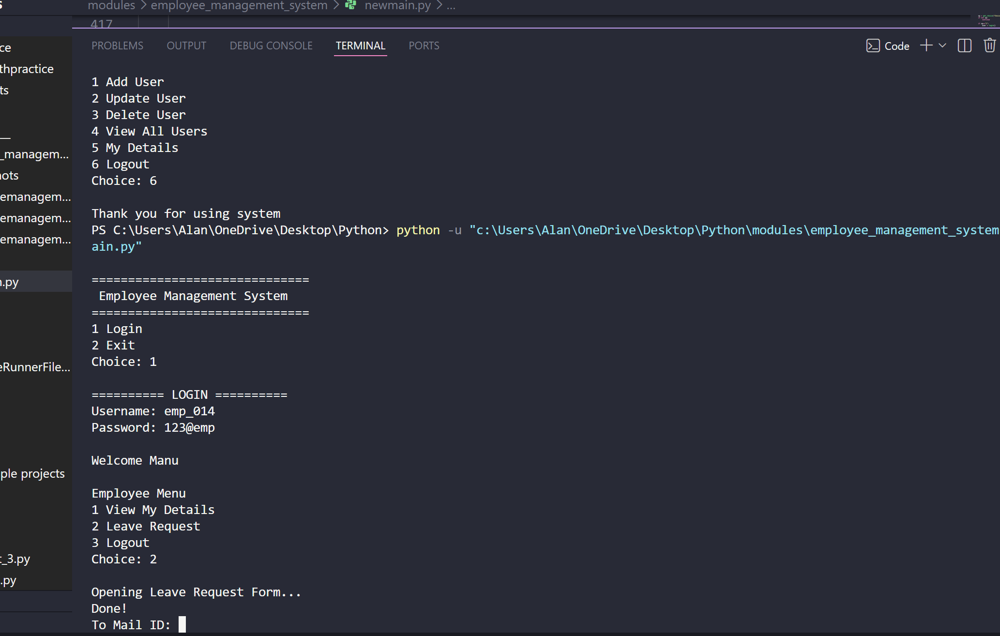 modules > employee_management_system > newmain.py > ...
417
PROBLEMS OUTPUT DEBUG CONSOLE TERMINAL PORTS
Code
ce
thpractice
ts
__
_managem...
ots
emanagem...
emanagem...
emanagem...
.py
eRunnerFile...
ple projects
t_3.py
.py
1 Add User
2 Update User
3 Delete User
4 View All Users
5 My Details
6 Logout
Choice: 6
Thank you for using system
PS C:\Users\Alan\OneDrive\Desktop\Python> python -u "c:\Users\Alan\OneDrive\Desktop\Python\modules\employee_management_system
ain.py"
==============================
Employee Management System
==============================
1 Login
2 Exit
Choice: 1
========== LOGIN ==========
Username: emp_014
Password: 123@emp
Welcome Manu
Employee Menu
1 View My Details
2 Leave Request
3 Logout
Choice: 2
Opening Leave Request Form...
Done!
To Mail ID: